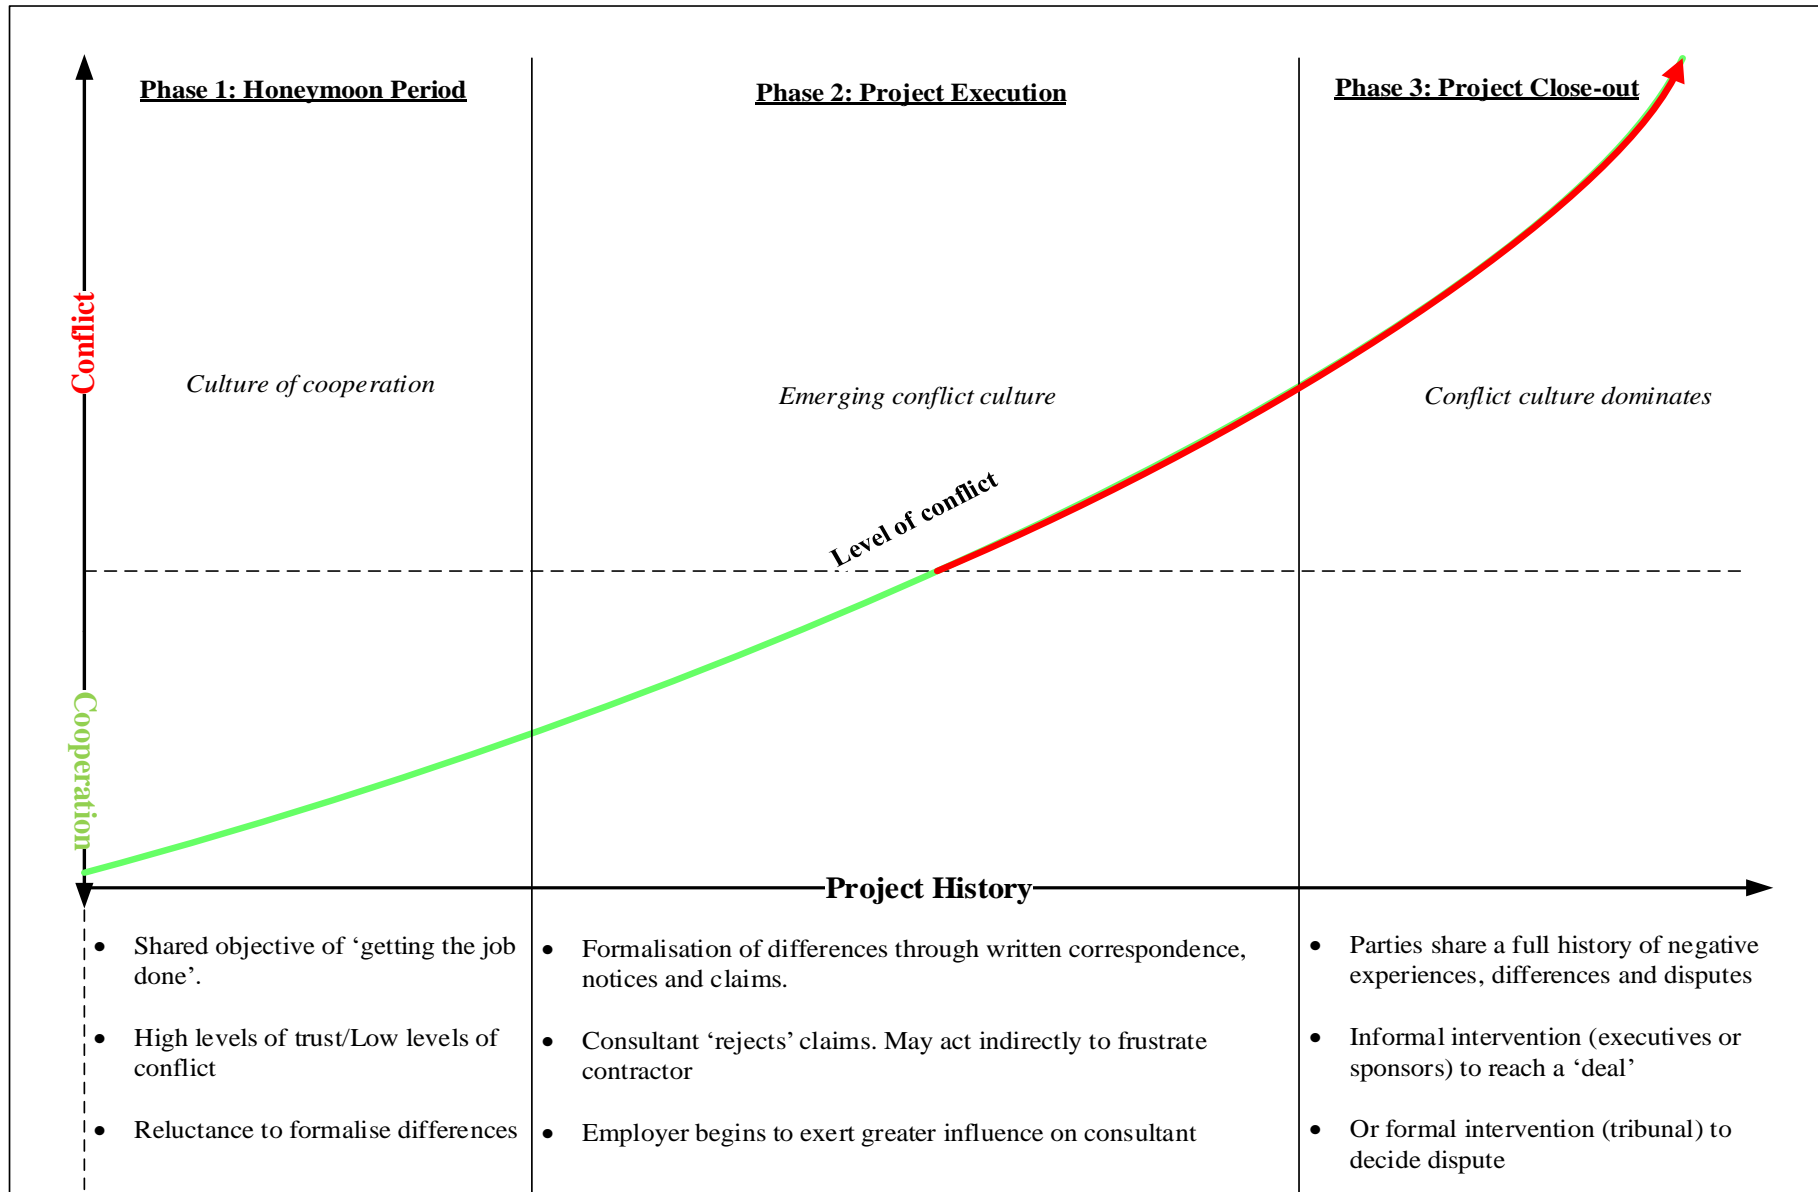 Phase 1: Honeymoon Period
Phase 2: Project Execution
Phase 3: Project Close-out
Conflict
Culture of cooperation
Emerging conflict culture
Conflict culture dominates
Level of conflict
Cooperation
Project History
• Shared objective of ‘getting the job
done’.
• High levels of trust/Low levels of
conflict
• Reluctance to formalise differences
• Formalisation of differences through written correspondence,
notices and claims.
• Consultant ‘rejects’ claims. May act indirectly to frustrate
contractor
• Employer begins to exert greater influence on consultant
• Parties share a full history of negative
experiences, differences and disputes
• Informal intervention (executives or
sponsors) to reach a ‘deal’
• Or formal intervention (tribunal) to
decide dispute